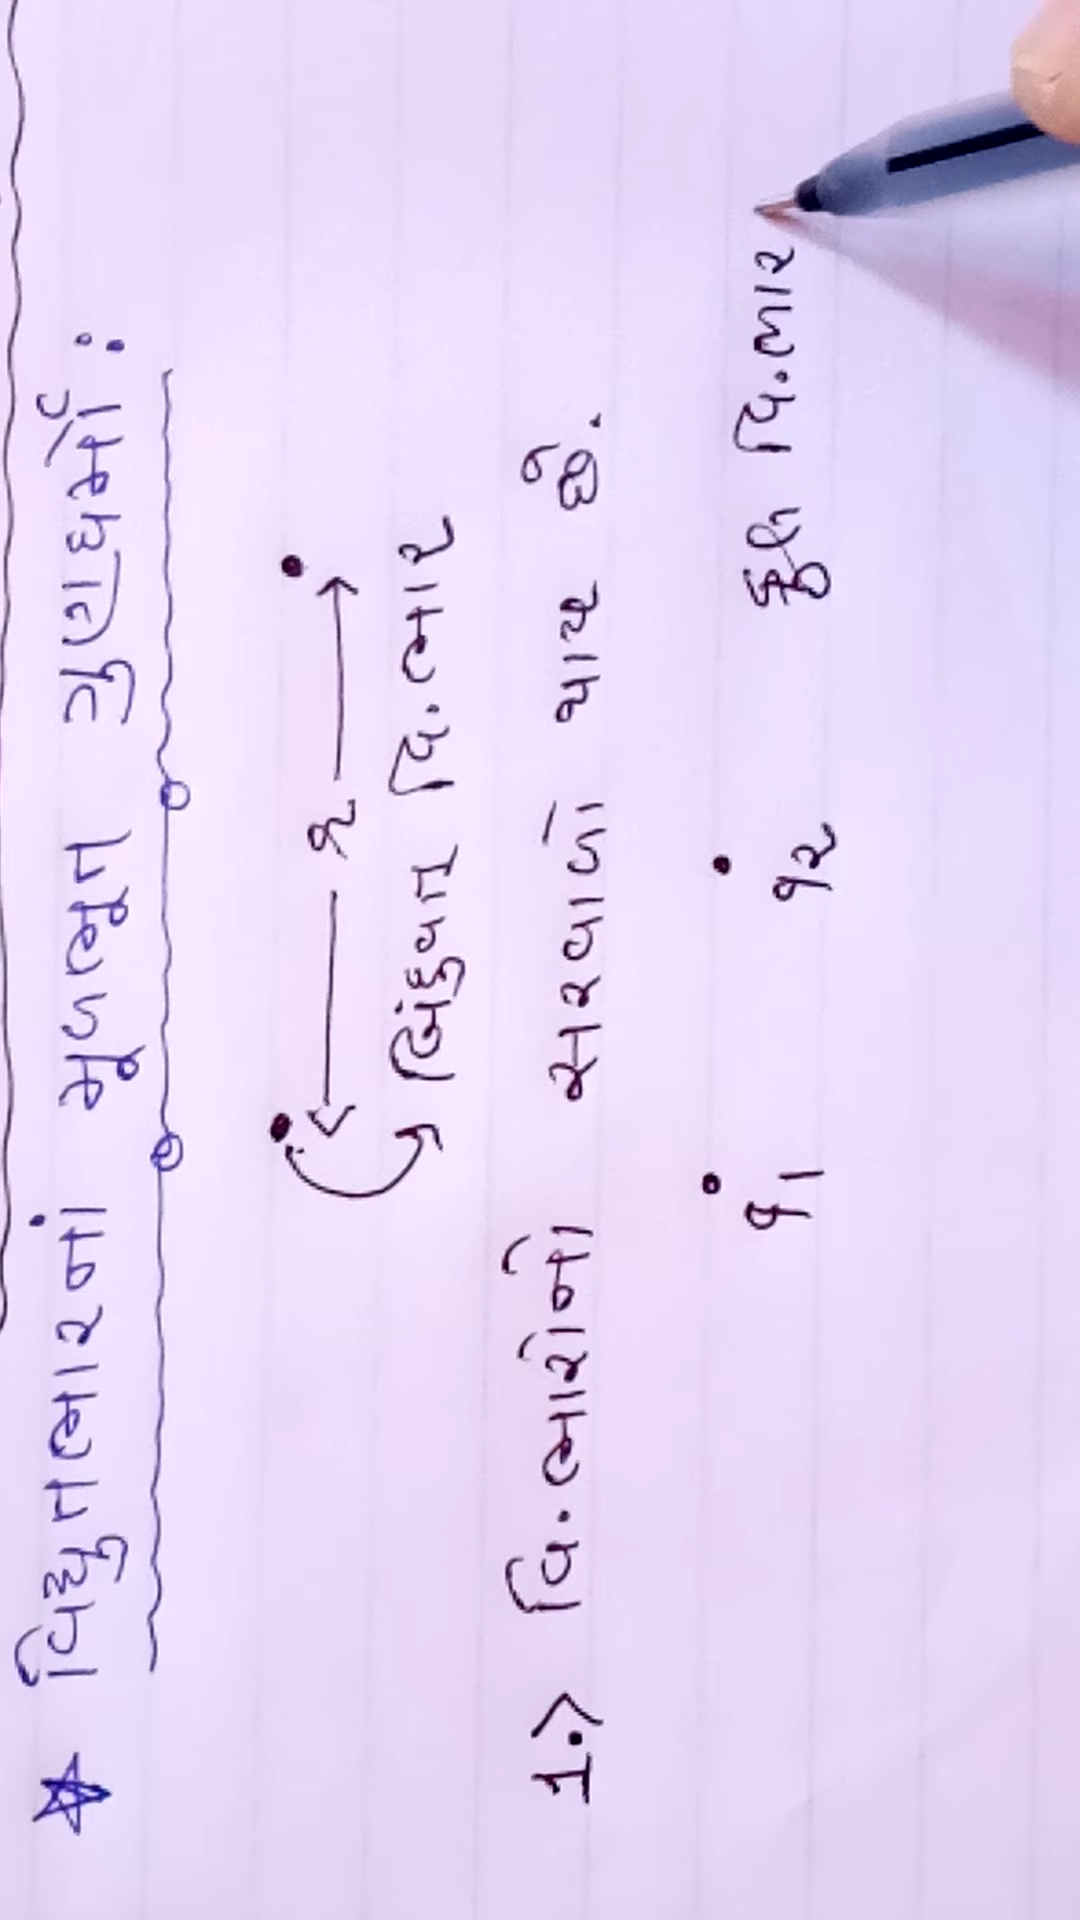 ★ વિદ્યુતભારનાં મૂળભૂત ગુણધર્મો :
r
બિંદુવત વિ.ભાર
1.> વિ.ભારોનો સરવાળો થાય છે.
q1 q2 કુલ વિ.ભાર